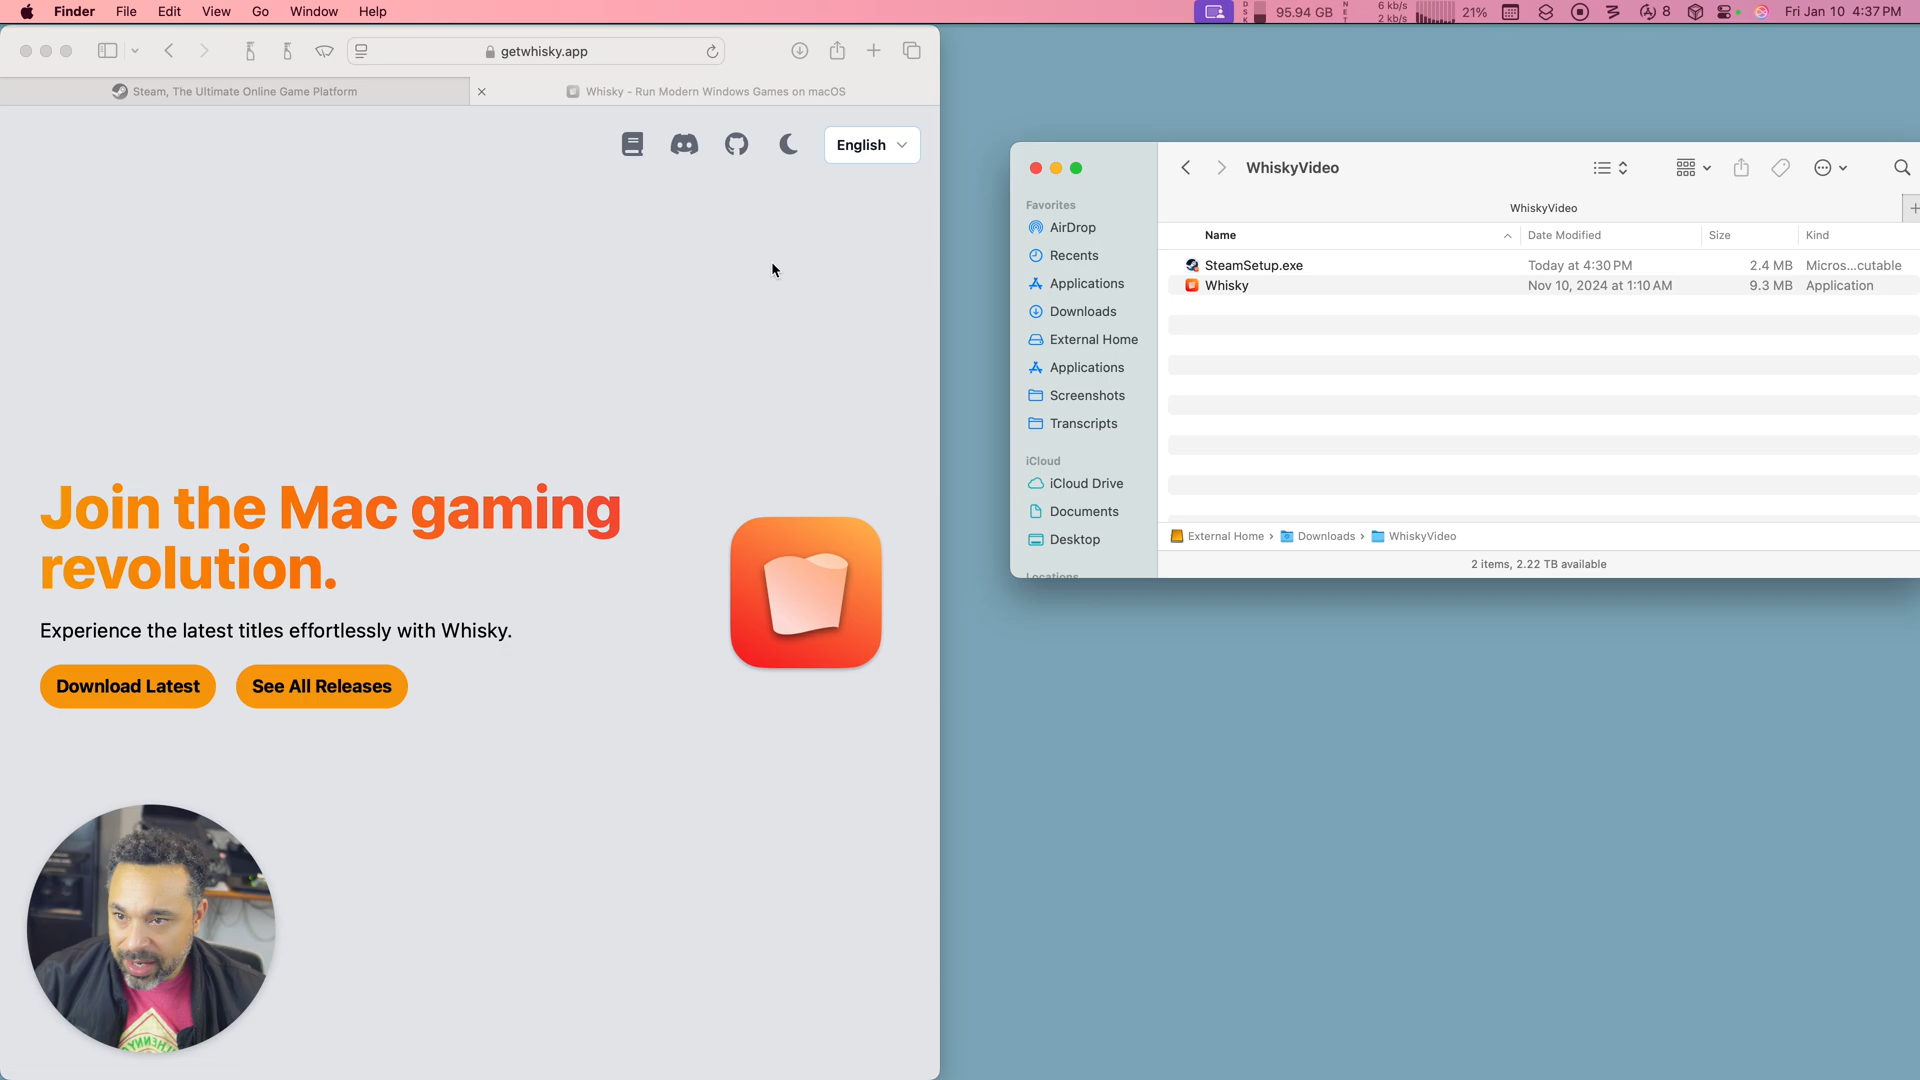 Finder File Edit View Go Window Help
DSK 95.94 GB NET 6 kb/s 2 kb/s 21% 8 Fri Jan 10 4:37 PM
getwhisky.app
Steam, The Ultimate Online Game Platform
Whisky - Run Modern Windows Games on macOS
English
Join the Mac gaming
revolution.
Experience the latest titles effortlessly with Whisky.
Download Latest See All Releases
WhiskyVideo
WhiskyVideo
Favorites
AirDrop
Recents
Applications
Downloads
External Home
Applications
Screenshots
Transcripts
iCloud
iCloud Drive
Documents
Desktop
Locations
Name Date Modified Size Kind
SteamSetup.exe Today at 4:30 PM 2.4 MB Micros...cutable
Whisky Nov 10, 2024 at 1:10 AM 9.3 MB Application
External Home › Downloads › WhiskyVideo
2 items, 2.22 TB available